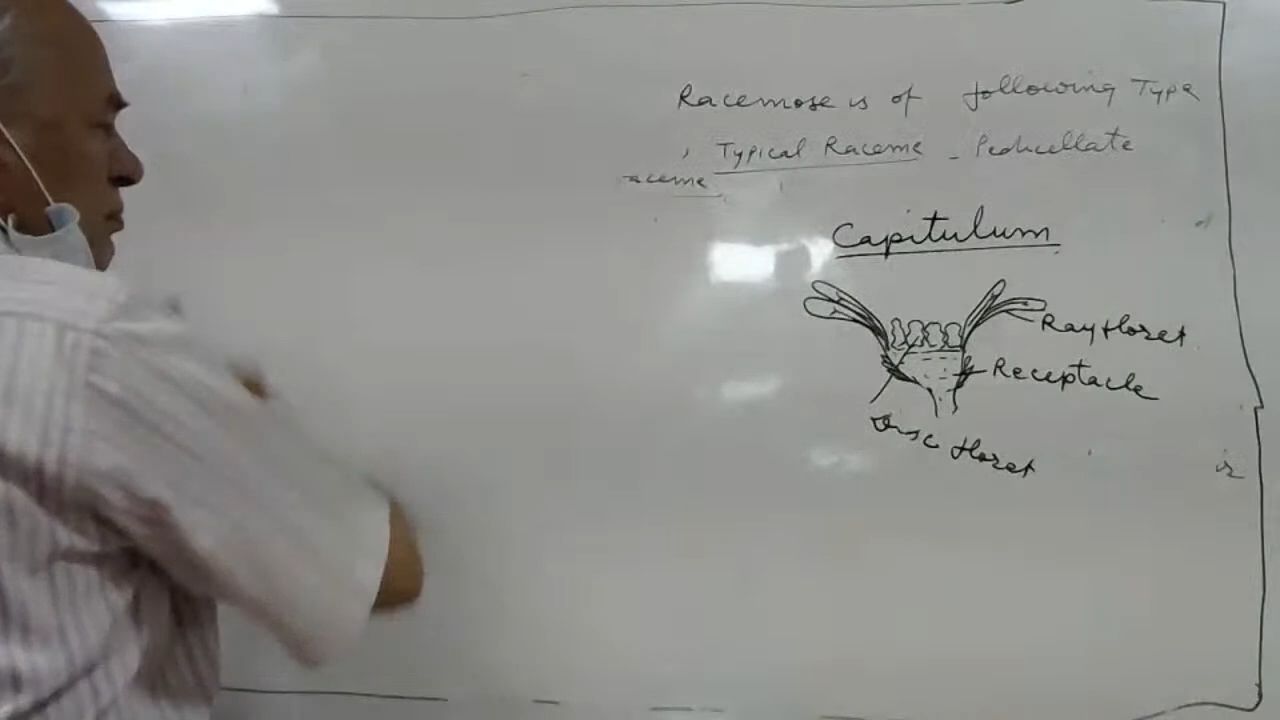 Racemose is of following Type
, Typical Raceme - Pedicellate
aceme
Capitulum
Ray floret
Receptacle
Disc floret